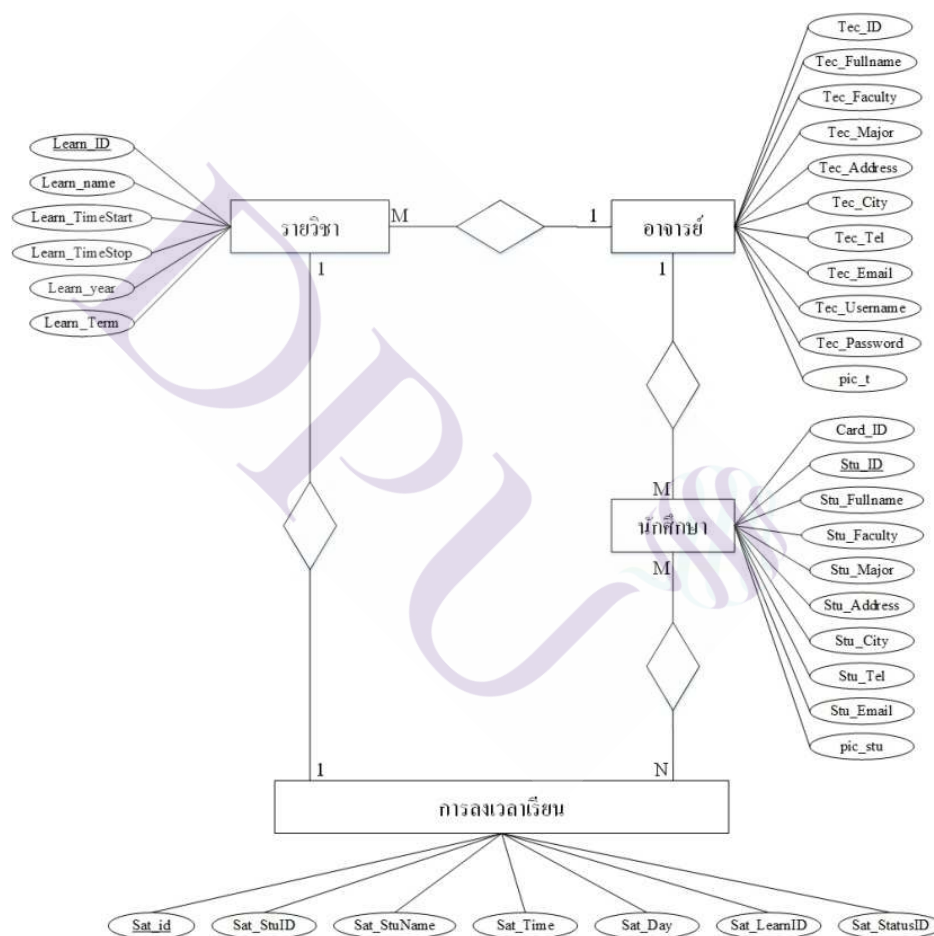 Tec_ID
Tec_Fullname
Tec_Faculty
Tec_Major
Tec_Address
Tec_City
Tec_Tel
Tec_Email
Tec_Username
Tec_Password
pic_t
Learn_ID
Learn_name
Learn_TimeStart
Learn_TimeStop
Learn_year
Learn_Term
รายวิชา
M
1
อาจารย์
1
1
M
นักศึกษา
M
Card_ID
Stu_ID
Stu_Fullname
Stu_Faculty
Stu_Major
Stu_Address
Stu_City
Stu_Tel
Stu_Email
pic_stu
1
N
การลงเวลาเรียน
Sat_id
Sat_StuID
Sat_StuName
Sat_Time
Sat_Day
Sat_LearnID
Sat_StatusID
DPU